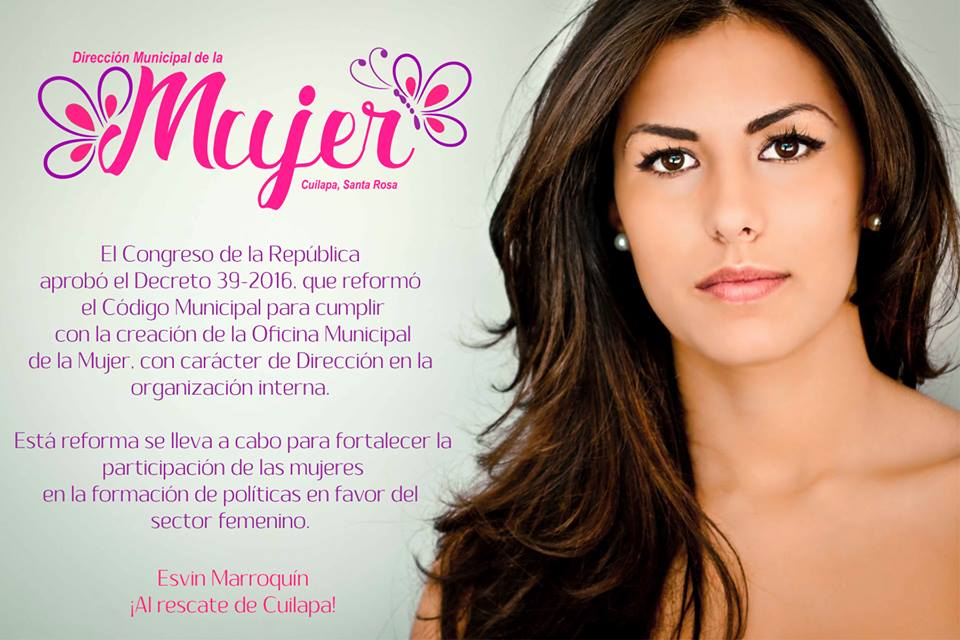 Dirección Municipal de la
Mujer
Cuilapa, Santa Rosa
El Congreso de la República
aprobó el Decreto 39-2016, que reformó
el Código Municipal para cumplir
con la creación de la Oficina Municipal
de la Mujer, con carácter de Dirección en la
organización interna.
Está reforma se lleva a cabo para fortalecer la
participación de las mujeres
en la formación de políticas en favor del
sector femenino.
Esvin Marroquín
¡Al rescate de Cuilapa!